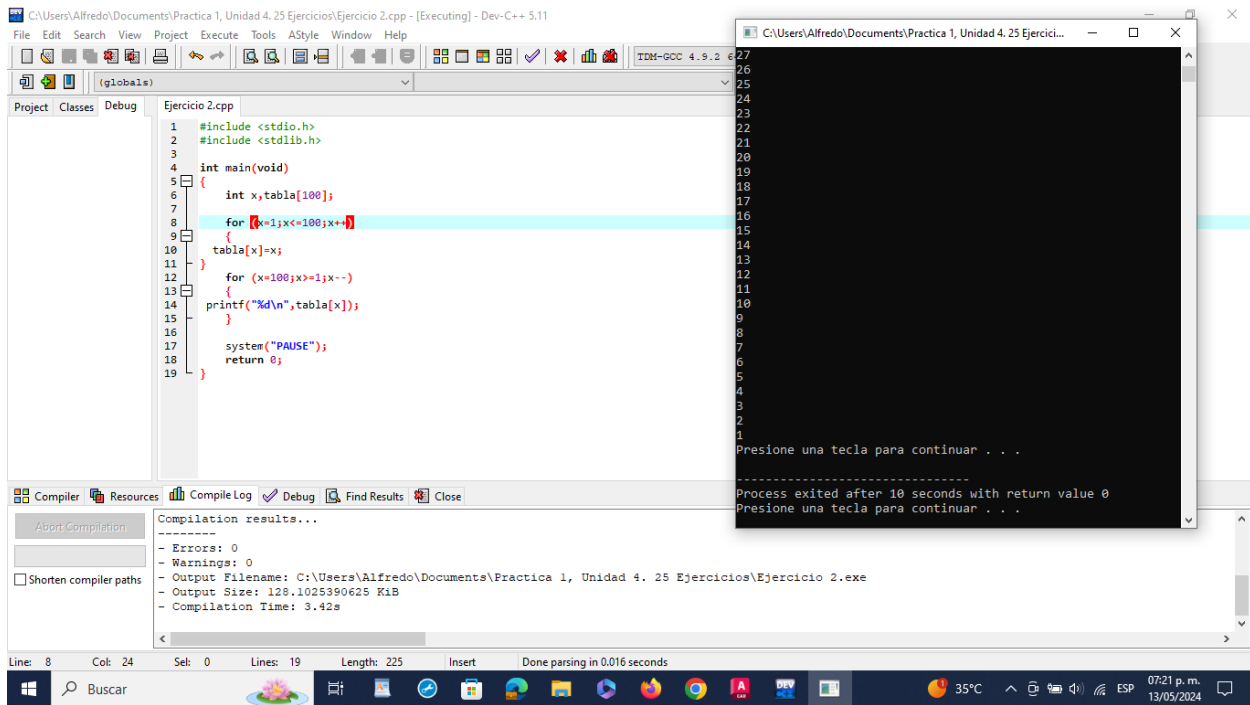 C:\Users\Alfredo\Documents\Practica 1, Unidad 4. 25 Ejercicios\Ejercicio 2.cpp - [Executing] - Dev-C++ 5.11
File Edit Search View Project Execute Tools AStyle Window Help
TDM-GCC 4.9.2 6
(globals)
Project Classes Debug
Ejercicio 2.cpp
1 #include <stdio.h>
2 #include <stdlib.h>
3
4 int main(void)
5 {
6 int x,tabla[100];
7
8 for (x=1;x<=100;x++)
9 {
10 tabla[x]=x;
11 }
12 for (x=100;x>=1;x--)
13 {
14 printf("%d\n",tabla[x]);
15 }
16
17 system("PAUSE");
18 return 0;
19 }
C:\Users\Alfredo\Documents\Practica 1, Unidad 4. 25 Ejercici...
27
26
25
24
23
22
21
20
19
18
17
16
15
14
13
12
11
10
9
8
7
6
5
4
3
2
1
Presione una tecla para continuar . . .
--------------------------------
Process exited after 10 seconds with return value 0
Presione una tecla para continuar . . .
Compiler Resources Compile Log Debug Find Results Close
Abort Compilation
Shorten compiler paths
Compilation results...
--------
- Errors: 0
- Warnings: 0
- Output Filename: C:\Users\Alfredo\Documents\Practica 1, Unidad 4. 25 Ejercicios\Ejercicio 2.exe
- Output Size: 128.1025390625 KiB
- Compilation Time: 3.42s
Line: 8 Col: 24 Sel: 0 Lines: 19 Length: 225 Insert Done parsing in 0.016 seconds
Buscar
DEV
35°C
ESP
07:21 p. m.
13/05/2024